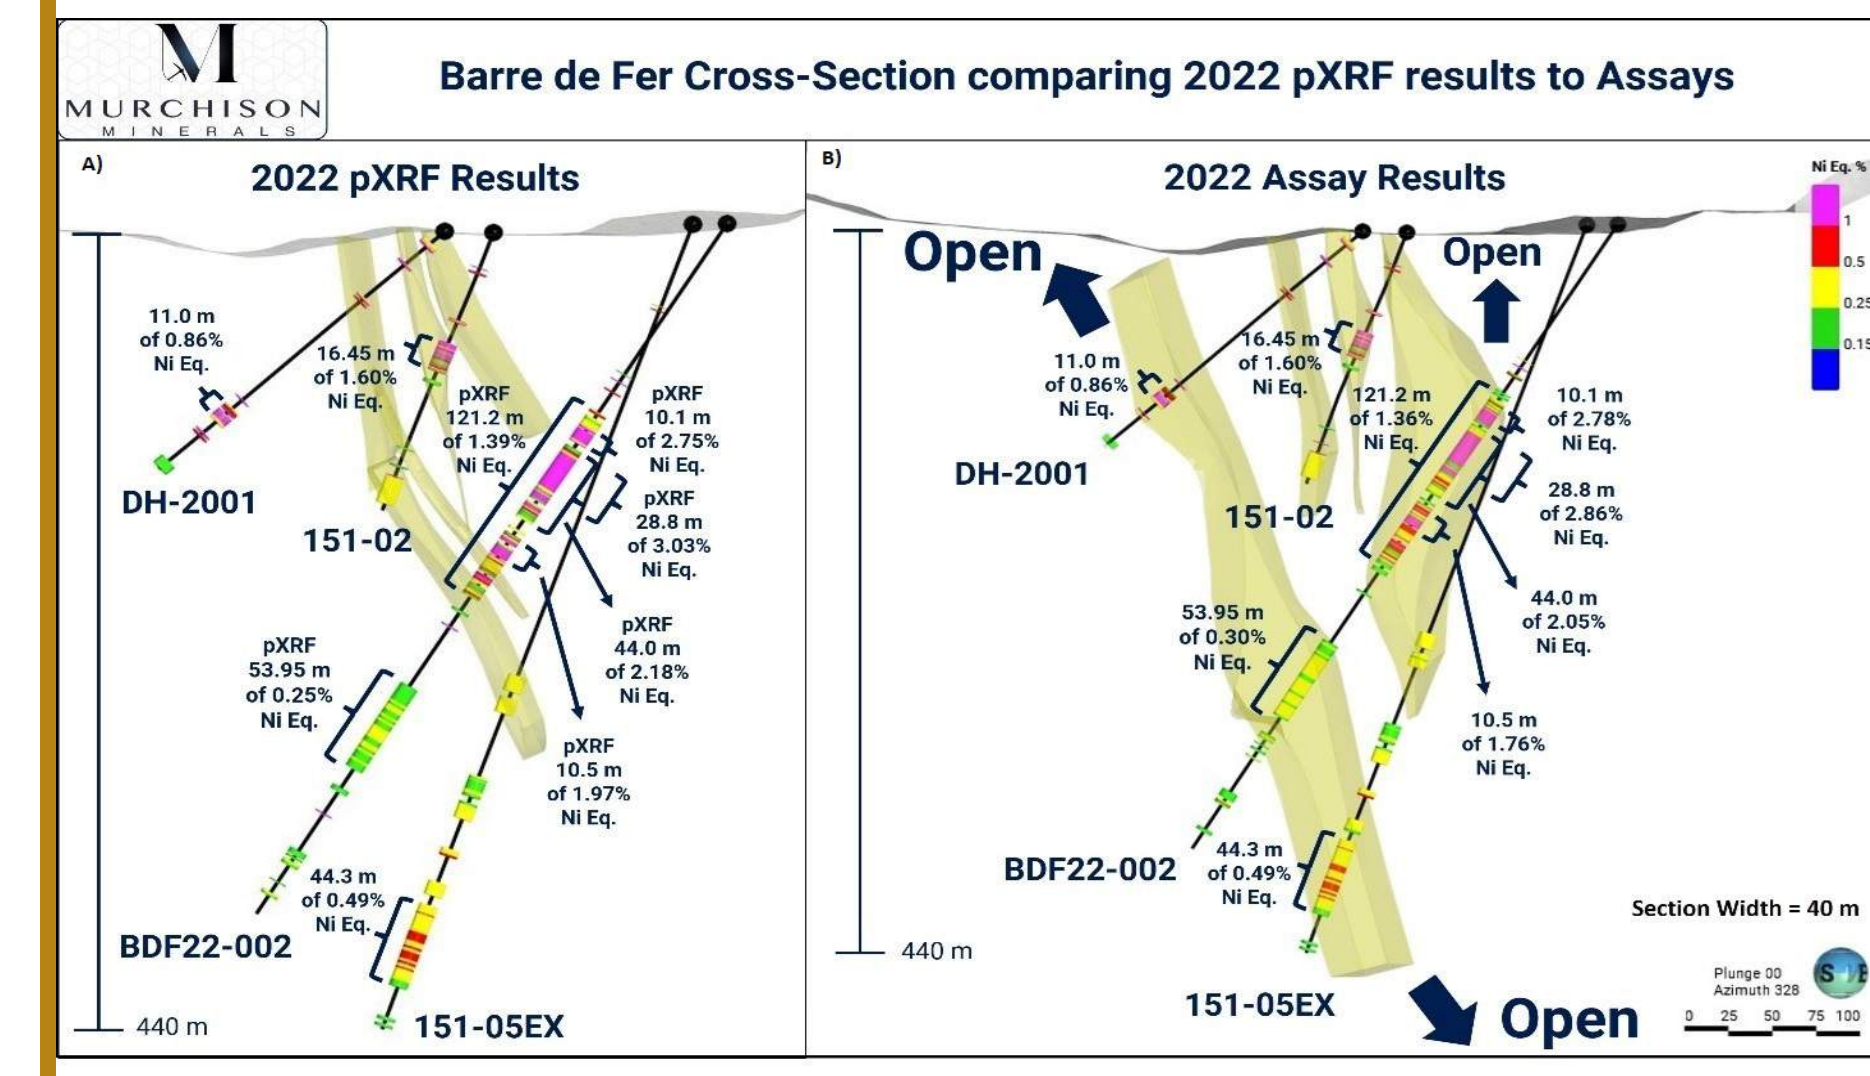 MURCHISON
MINERALS
Barre de Fer Cross-Section comparing 2022 pXRF results to Assays
A)
2022 pXRF Results
11.0 m
of 0.86%
Ni Eq.
16.45 m
of 1.60%
Ni Eq.
pXRF
121.2 m
of 1.39%
Ni Eq.
pXRF
10.1 m
of 2.75%
Ni Eq.
pXRF
28.8 m
of 3.03%
Ni Eq.
DH-2001
151-02
pXRF
44.0 m
of 2.18%
Ni Eq.
pXRF
53.95 m
of 0.25%
Ni Eq.
pXRF
10.5 m
of 1.97%
Ni Eq.
44.3 m
of 0.49%
Ni Eq.
BDF22-002
151-05EX
440 m
B)
2022 Assay Results
Ni Eq. %
1
0.5
0.25
0.15
Open
Open
11.0 m
of 0.86%
Ni Eq.
16.45 m
of 1.60%
Ni Eq.
121.2 m
of 1.36%
Ni Eq.
10.1 m
of 2.78%
Ni Eq.
DH-2001
151-02
28.8 m
of 2.86%
Ni Eq.
44.0 m
of 2.05%
Ni Eq.
53.95 m
of 0.30%
Ni Eq.
10.5 m
of 1.76%
Ni Eq.
44.3 m
of 0.49%
Ni Eq.
BDF22-002
440 m
151-05EX
Open
Section Width = 40 m
Plunge 00
Azimuth 328
S E
0 25 50 75 100